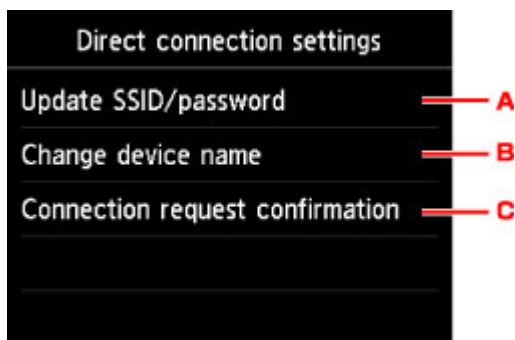 Direct connection settings
Update SSID/password A
Change device name B
Connection request confirmation C